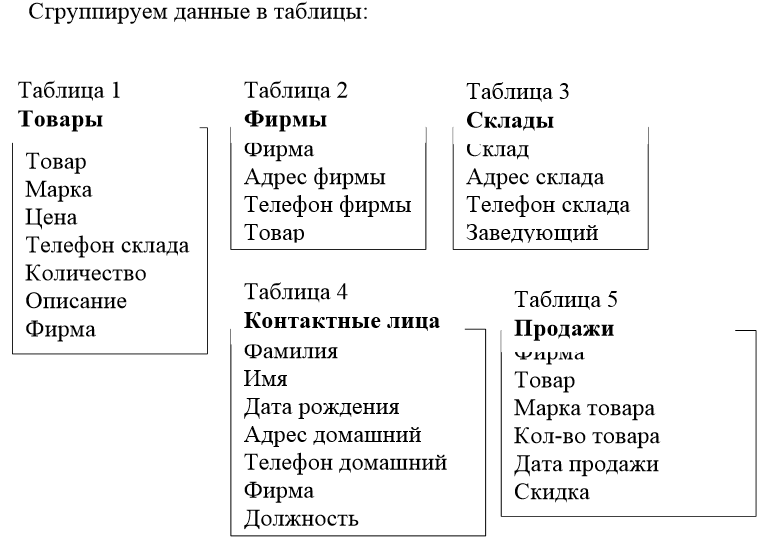 Сгруппируем данные в таблицы:
Таблица 1
Товары
Товар
Марка
Цена
Телефон склада
Количество
Описание
Фирма
Таблица 2
Фирмы
Фирма
Адрес фирмы
Телефон фирмы
Товар
Таблица 3
Склады
Склад
Адрес склада
Телефон склада
Заведующий
Таблица 4
Контактные лица
Фамилия
Имя
Дата рождения
Адрес домашний
Телефон домашний
Фирма
Должность
Таблица 5
Продажи
Фирма
Товар
Марка товара
Кол-во товара
Дата продажи
Скидка